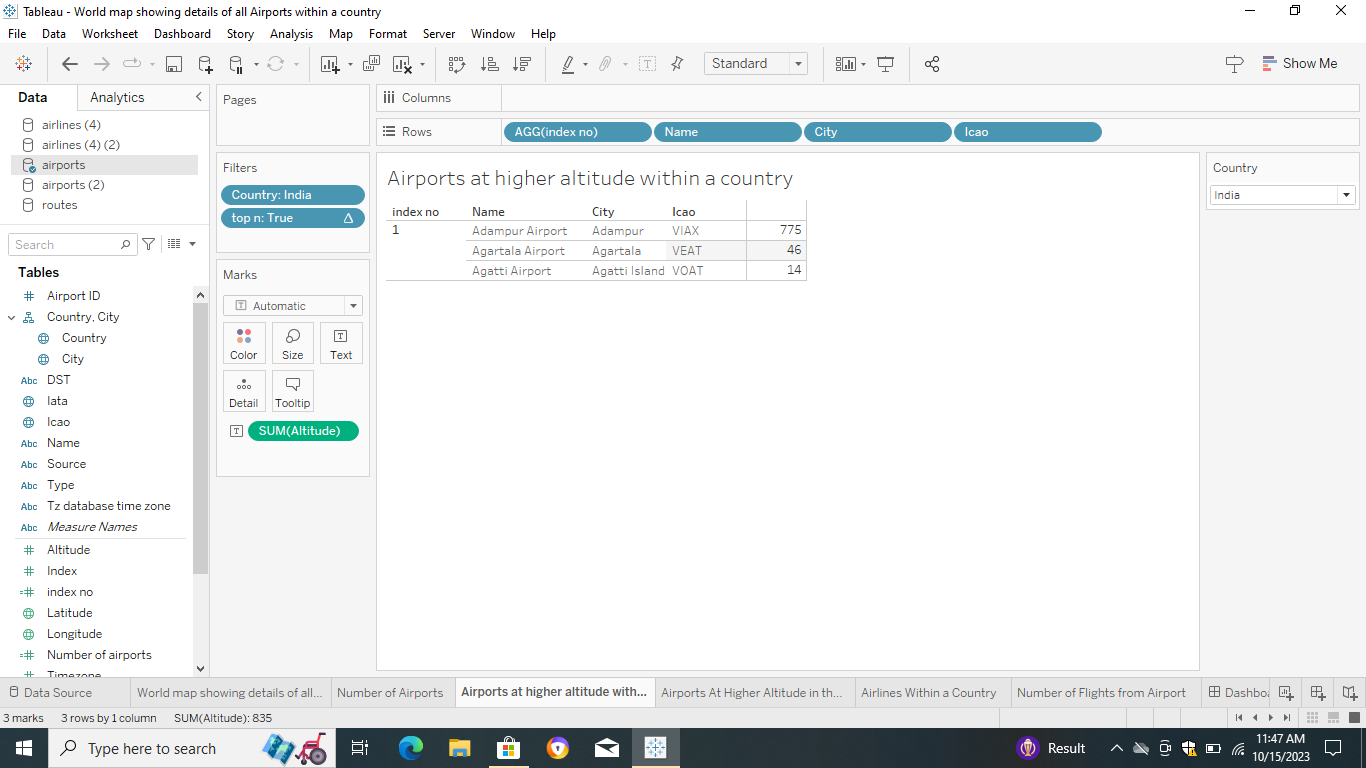 Tableau - World map showing details of all Airports within a country
File Data Worksheet Dashboard Story Analysis Map Format Server Window Help
Standard
Show Me
Data Analytics
airlines (4)
airlines (4) (2)
airports
airports (2)
routes
Search
Tables
# Airport ID
Country, City
Country
City
Abc DST
Iata
Icao
Abc Name
Abc Source
Abc Type
Abc Tz database time zone
Abc Measure Names
# Altitude
# Index
=# index no
Latitude
Longitude
=# Number of airports
# Timezone
Pages
Filters
Country: India
top n: True Δ
Marks
T Automatic
Color Size Text
Detail Tooltip
T SUM(Altitude)
Columns
Rows AGG(index no) Name City Icao
Airports at higher altitude within a country
index no Name City Icao
1 Adampur Airport Adampur VIAX 775
Agartala Airport Agartala VEAT 46
Agatti Airport Agatti Island VOAT 14
Country
India
Data Source World map showing details of all... Number of Airports Airports at higher altitude with... Airports At Higher Altitude in th... Airlines Within a Country Number of Flights from Airport Dashbo
3 marks 3 rows by 1 column SUM(Altitude): 835
Type here to search
Result
11:47 AM
10/15/2023